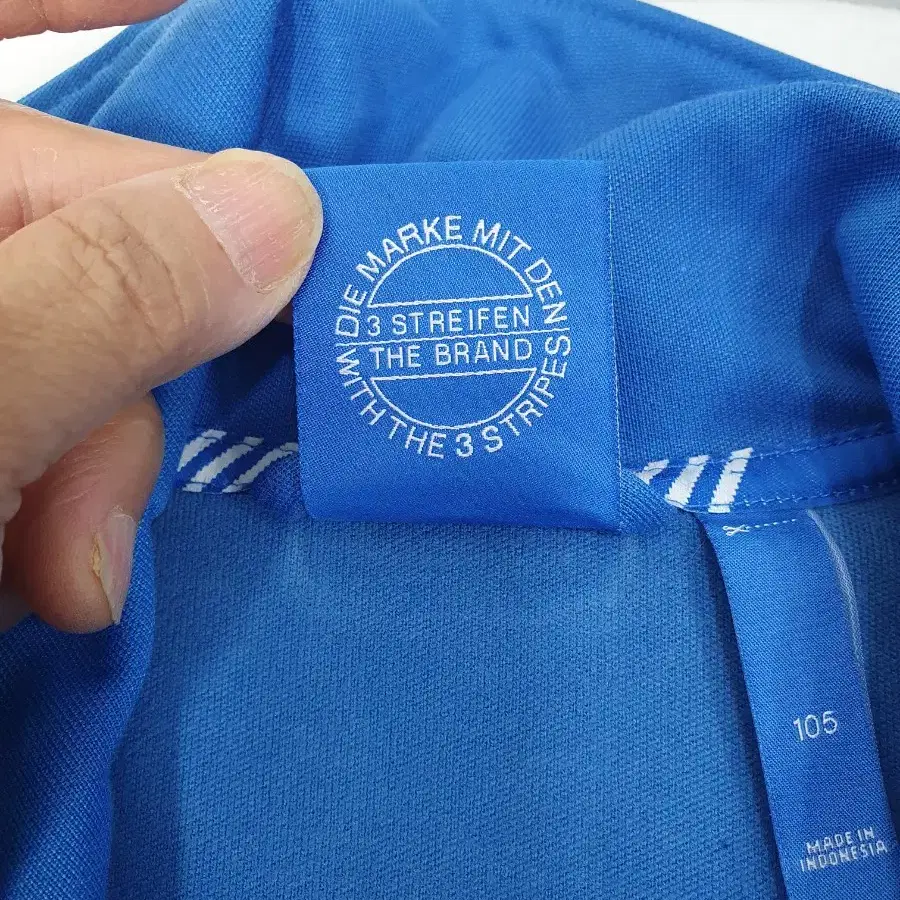 DIE MARKE MIT DEN
3 STREIFEN
THE BRAND
WITH THE 3 STRIPES
105
MADE IN
INDONESIA